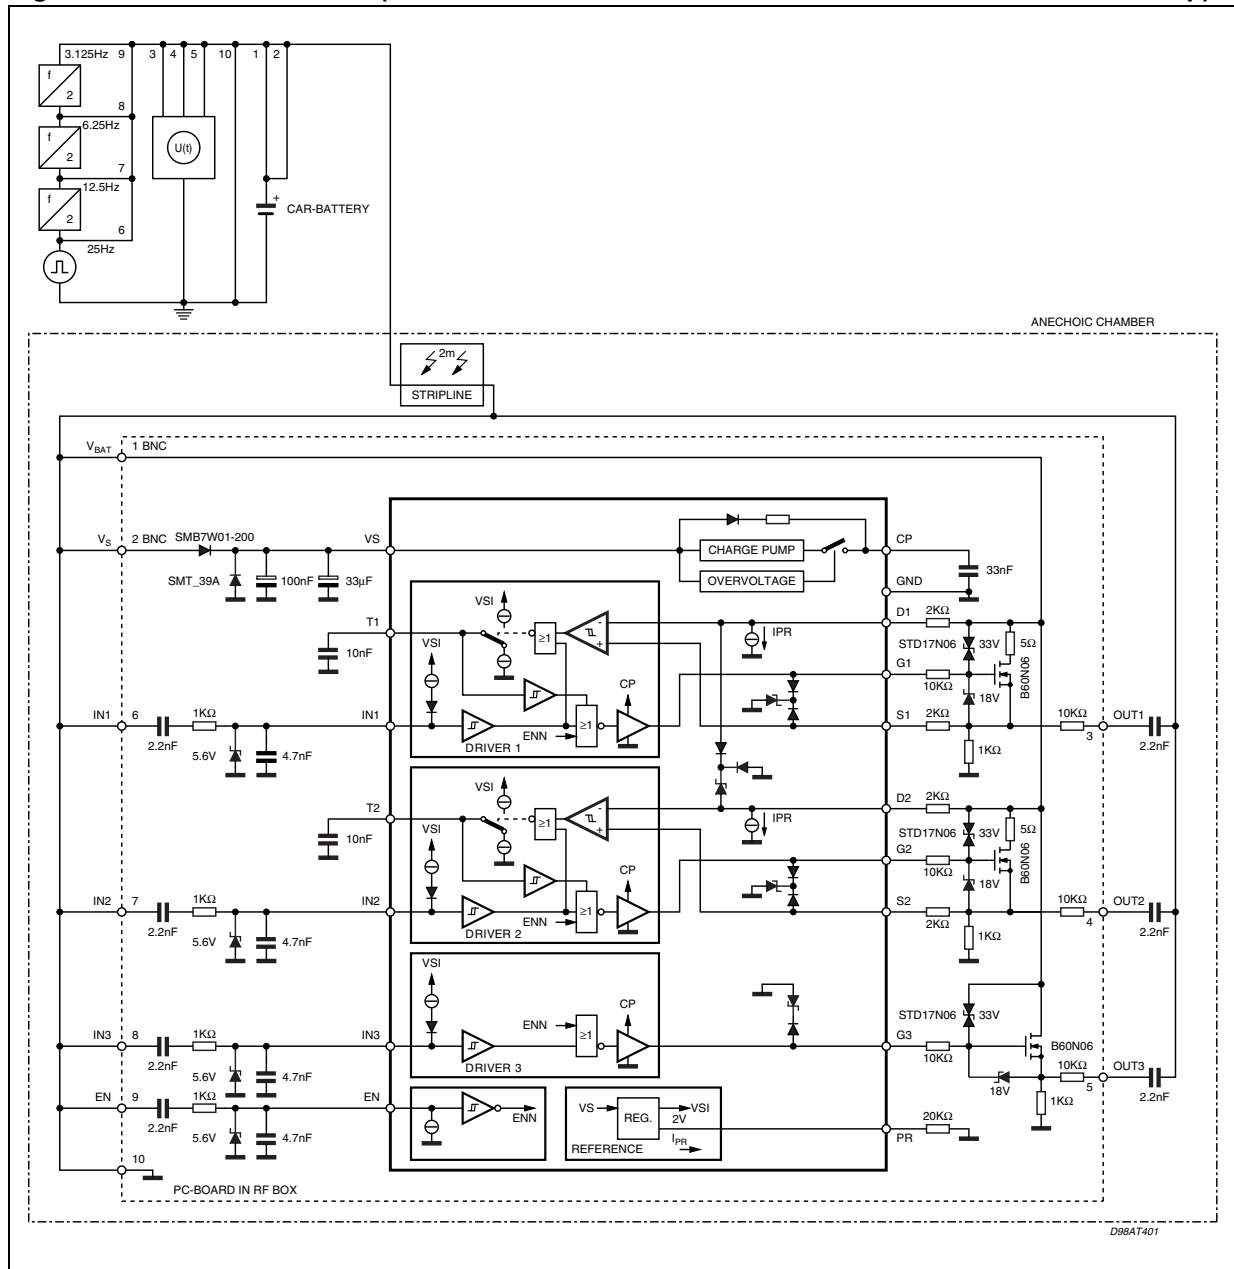 3.125Hz 9 3 4 5 10 1 2
f
2
8
6.25Hz
f
2
U(t)
7
12.5Hz
f
2
+
CAR-BATTERY
6
25Hz
ANECHOIC CHAMBER
2m
STRIPLINE
VBAT 1 BNC
VS 2 BNC SMB7W01-200 VS
CHARGE PUMP
CP
SMT_39A 100nF 33µF
OVERVOLTAGE
33nF
GND
VSI
D1 2KΩ
T1
≥1
-
+
IPR
STD17N06 33V 5Ω
VSI
10nF
G1
10KΩ
B60N06
CP
18V
IN1 6 1KΩ IN1
S1 2KΩ 10KΩ OUT1
3
2.2nF
ENN
≥1
DRIVER 1
5.6V 4.7nF
1KΩ
2.2nF
VSI
D2 2KΩ
T2
≥1
-
+
IPR
STD17N06 33V 5Ω
VSI
10nF
G2
10KΩ
B60N06
CP
18V
IN2 7 1KΩ IN2
S2 10KΩ OUT2
2KΩ
4
2.2nF
ENN
≥1
DRIVER 2
5.6V 4.7nF
1KΩ
2.2nF
VSI
CP
STD17N06 33V
ENN
≥1
IN3 8 1KΩ IN3
G3
B60N06
2.2nF
10KΩ
DRIVER 3
5.6V 4.7nF
18V
10KΩ OUT3
5
EN 9 1KΩ EN
ENN
VS
REG.
VSI
2V
1KΩ
2.2nF
2.2nF
5.6V 4.7nF
IPR
REFERENCE
PR
20KΩ
10
PC-BOARD IN RF BOX
D98AT401